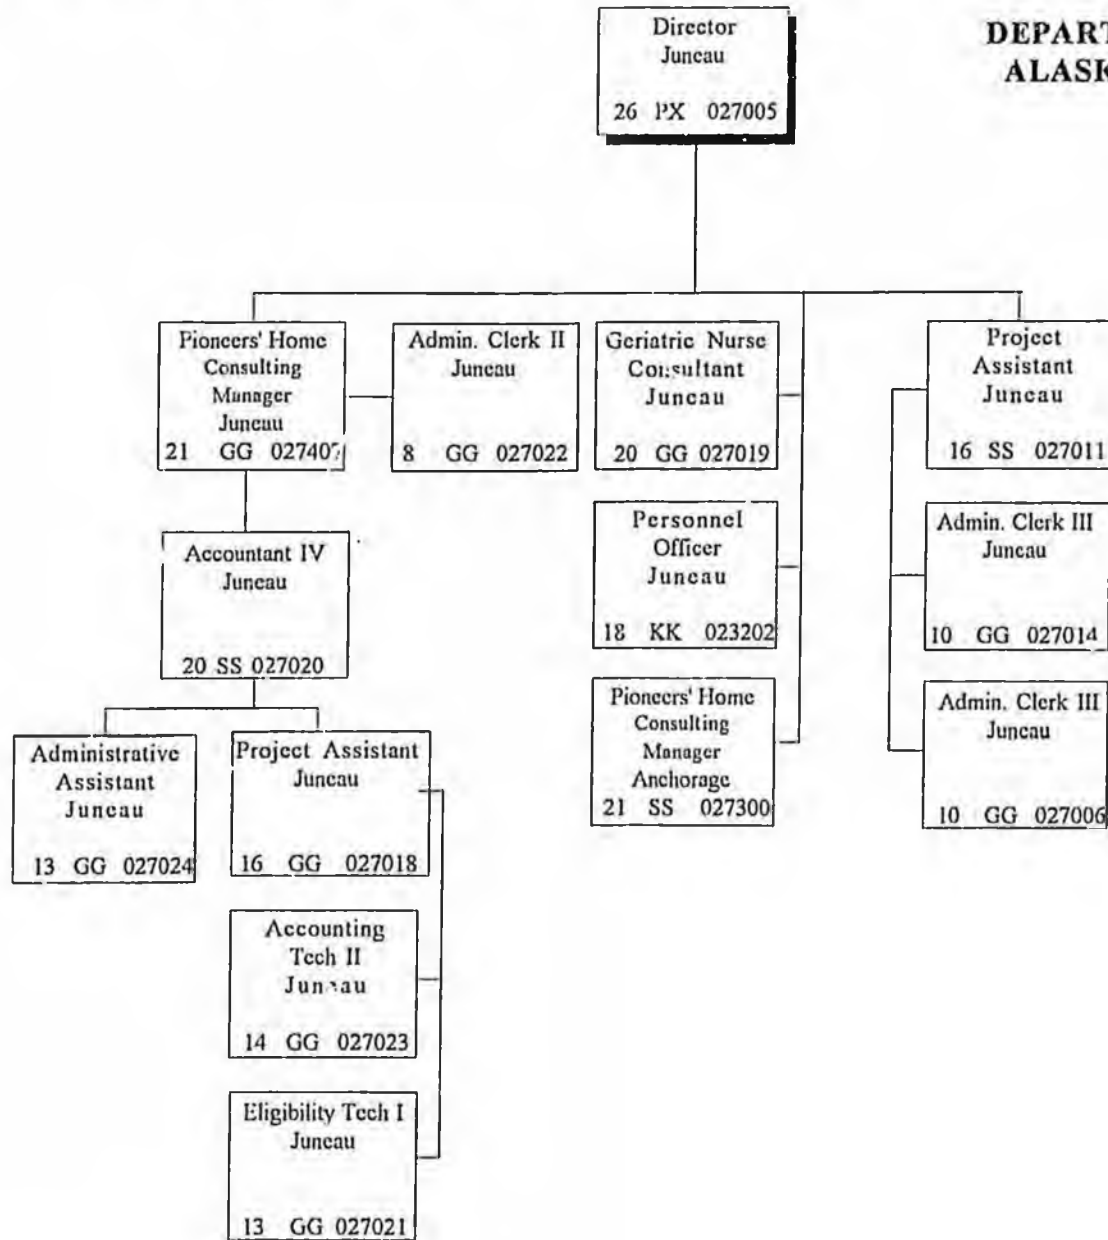 Director
Juneau
26 PX 027005
DEPART
ALASK
Pioneers' Home
Consulting
Manager
Juneau
21 GG
Admin. Clerk II
Juneau
8 GG 027022
Geriatric Nurse
Consultant
Juneau
20 GG 027019
Project
Assistant
Juneau
16 SS 027011
Accountant IV
Juneau
20 SS 027020
Personnel
Officer
Juneau
18 KK 023202
Admin. Clerk III
Juneau
10 GG 027014
Administrative
Assistant
Juneau
13 GG 027024
Project Assistant
Juneau
16 GG 027018
Pioneers' Home
Consulting
Manager
Anchorage
21 SS 027300
Admin. Clerk III
Juneau
10 GG 027006
Accounting
Tech II
Juneau
14 GG 027023
Eligibility Tech I
Juneau
13 GG 027021